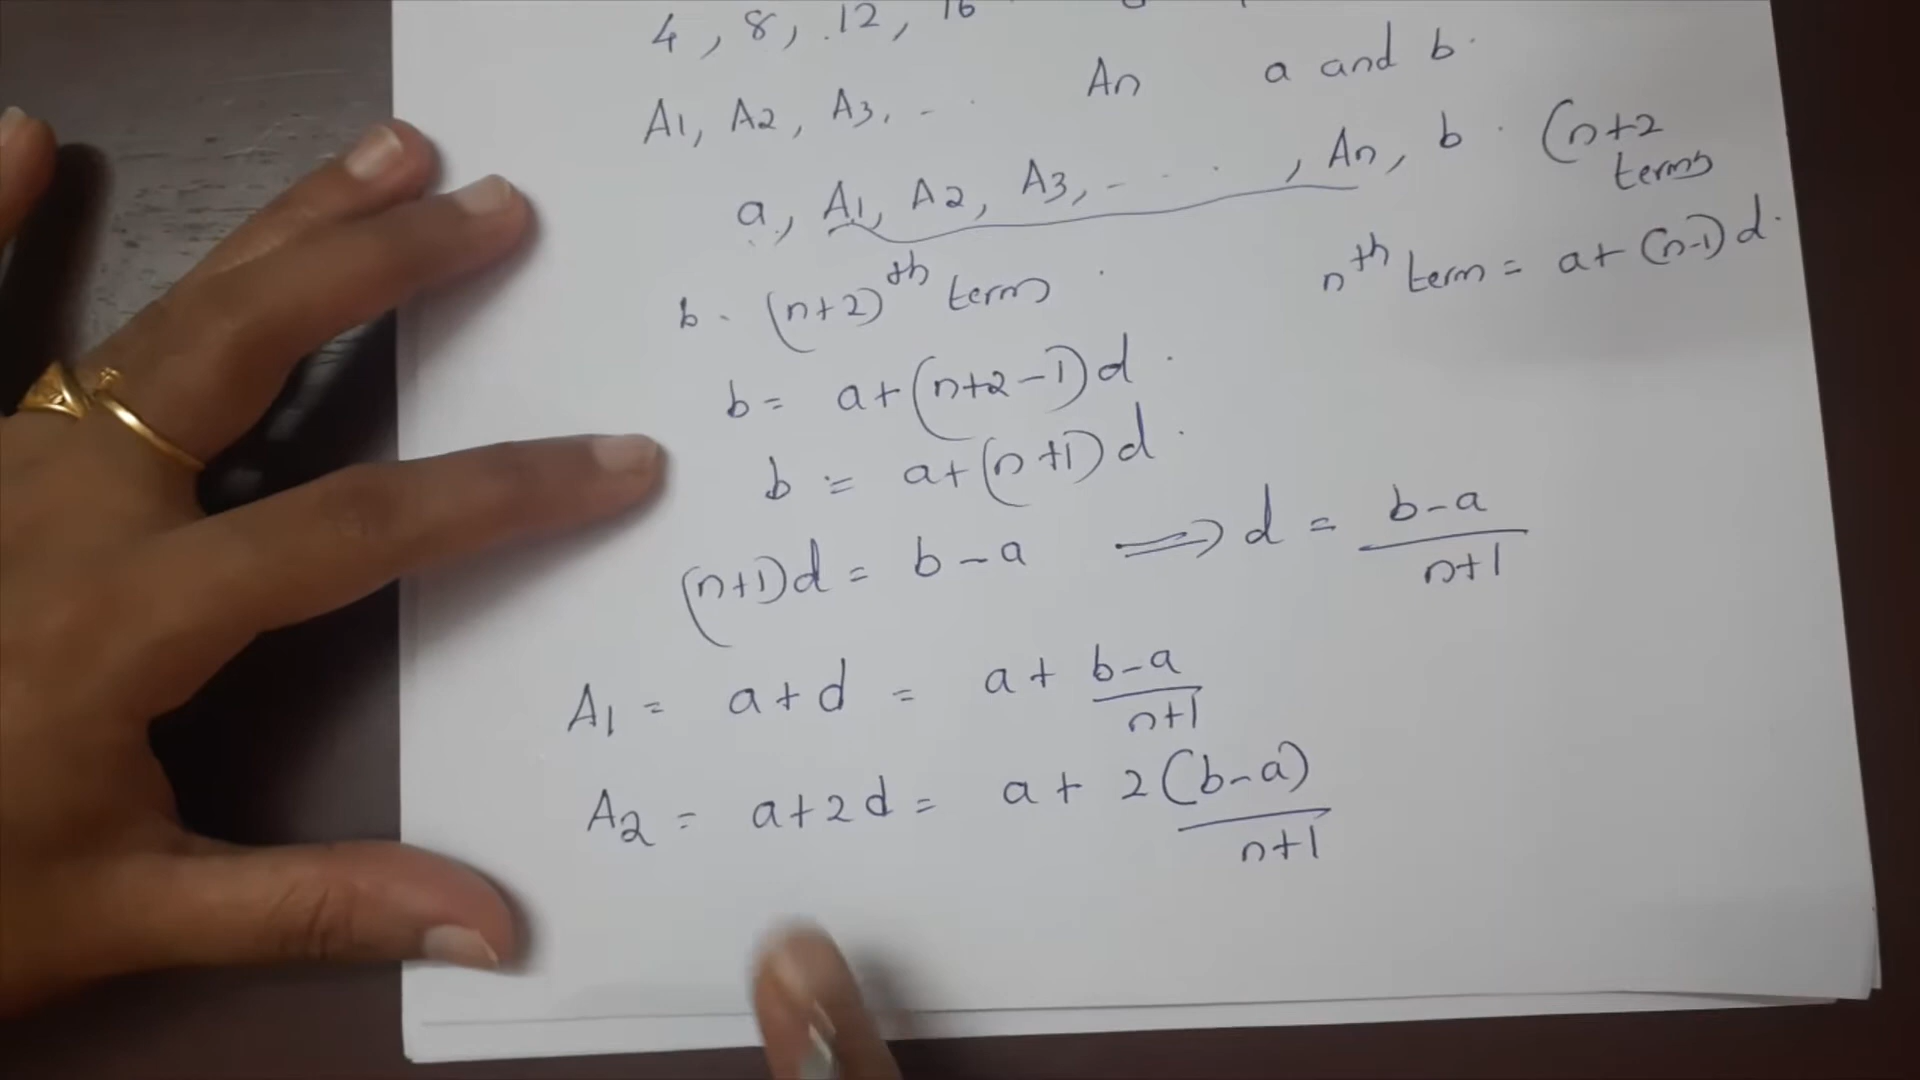 4, 8, 12, 16
A1, A2, A3, ... An a and b.
a, A1, A2, A3, - ..., An, b. (n+2 terms
b. (n+2)th term. nth term = a+(n-1)d.
b = a+(n+2-1)d.
b = a+(n+1)d.
(n+1)d = b-a ⟹ d = b-a/n+1
A1 = a+d = a+ b-a/n+1
A2 = a+2d = a+ 2(b-a)/n+1